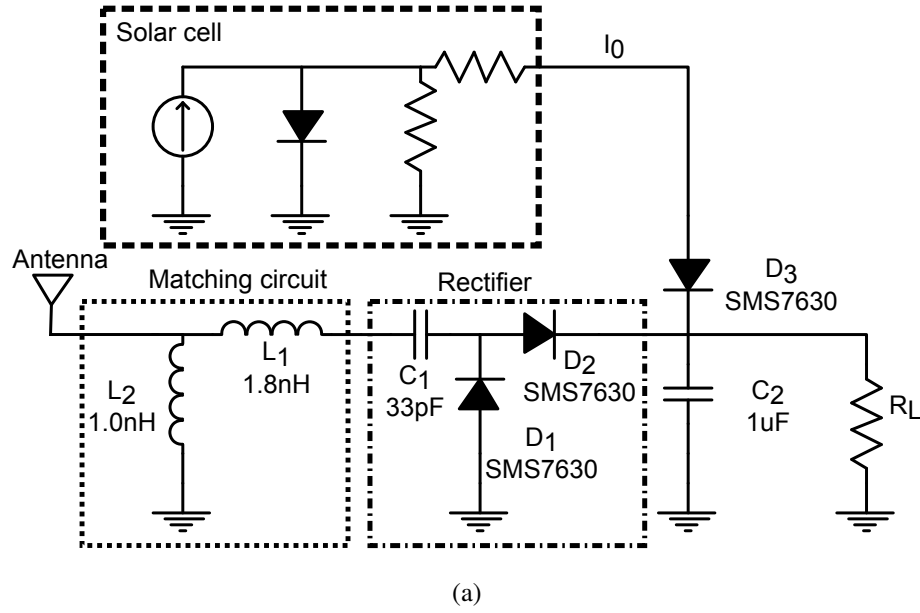 Solar cell
I0
Antenna
Matching circuit
Rectifier
D3
SMS7630
L1
1.8nH
L2
1.0nH
C1
33pF
D2
SMS7630
D1
SMS7630
C2
1uF
RL
(a)